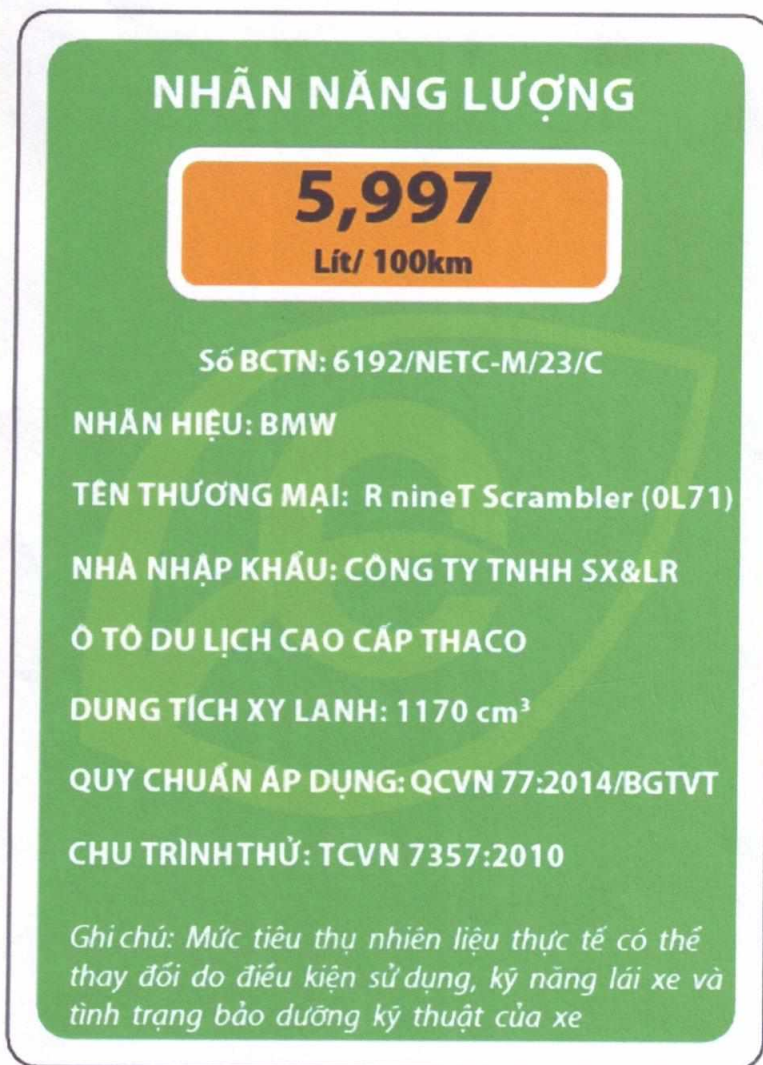 NHÃN NĂNG LƯỢNG
5,997
Lít/ 100km
Số BCTN: 6192/NETC-M/23/C
NHÃN HIỆU: BMW
TÊN THƯƠNG MẠI: R nineT Scrambler (0L71)
NHÀ NHẬP KHẨU: CÔNG TY TNHH SX&LR
Ô TÔ DU LỊCH CAO CẤP THACO
DUNG TÍCH XY LANH: 1170 cm³
QUY CHUẨN ÁP DỤNG: QCVN 77:2014/BGTVT
CHU TRÌNH THỬ: TCVN 7357:2010
Ghi chú: Mức tiêu thụ nhiên liệu thực tế có thể
thay đổi do điều kiện sử dụng, kỹ năng lái xe và
tình trạng bảo dưỡng kỹ thuật của xe